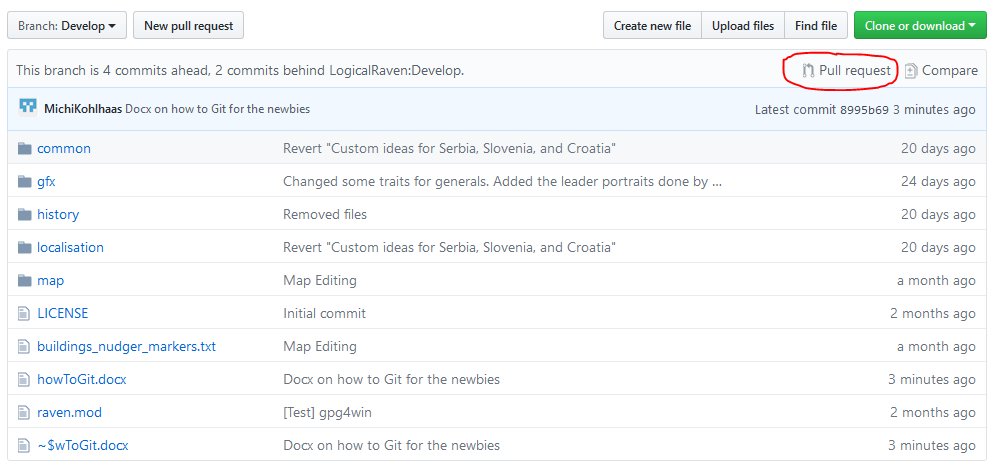 Branch: Develop New pull request Create new file Upload files Find file Clone or download
This branch is 4 commits ahead, 2 commits behind LogicalRaven:Develop. Pull request Compare
MichiKohlhaas Docx on how to Git for the newbies Latest commit 8995b69 3 minutes ago
common Revert "Custom ideas for Serbia, Slovenia, and Croatia" 20 days ago
gfx Changed some traits for generals. Added the leader portraits done by ... 24 days ago
history Removed files 20 days ago
localisation Revert "Custom ideas for Serbia, Slovenia, and Croatia" 20 days ago
map Map Editing a month ago
LICENSE Initial commit 2 months ago
buildings_nudger_markers.txt Map Editing a month ago
howToGit.docx Docx on how to Git for the newbies 3 minutes ago
raven.mod [Test] gpg4win 2 months ago
~$wToGit.docx Docx on how to Git for the newbies 3 minutes ago